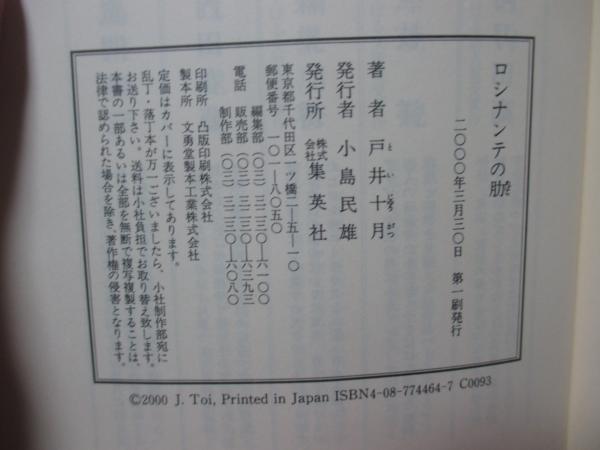 ロシナンテの肋
二〇〇〇年三月三〇日　第一刷発行
著者　戸井十月
発行者　小島民雄
発行所　株式会社　集英社
東京都千代田区一ツ橋二―五―一〇
郵便番号　一〇一―八〇五〇
電話　編集部（〇三）三二三〇―六一〇〇
販売部（〇三）三二三〇―六三九三
制作部（〇三）三二三〇―六〇八〇
印刷所　凸版印刷株式会社
製本所　文勇堂製本工業株式会社
定価はカバーに表示してあります。
乱丁・落丁本が万一ございましたら、小社制作部宛に
お送り下さい。送料は小社負担でお取り替え致します。
本書の一部あるいは全部を無断で複写複製することは、
法律で認められた場合を除き、著作権の侵害となります。
©2000 J. Toi, Printed in Japan ISBN4-08-774464-7 C0093